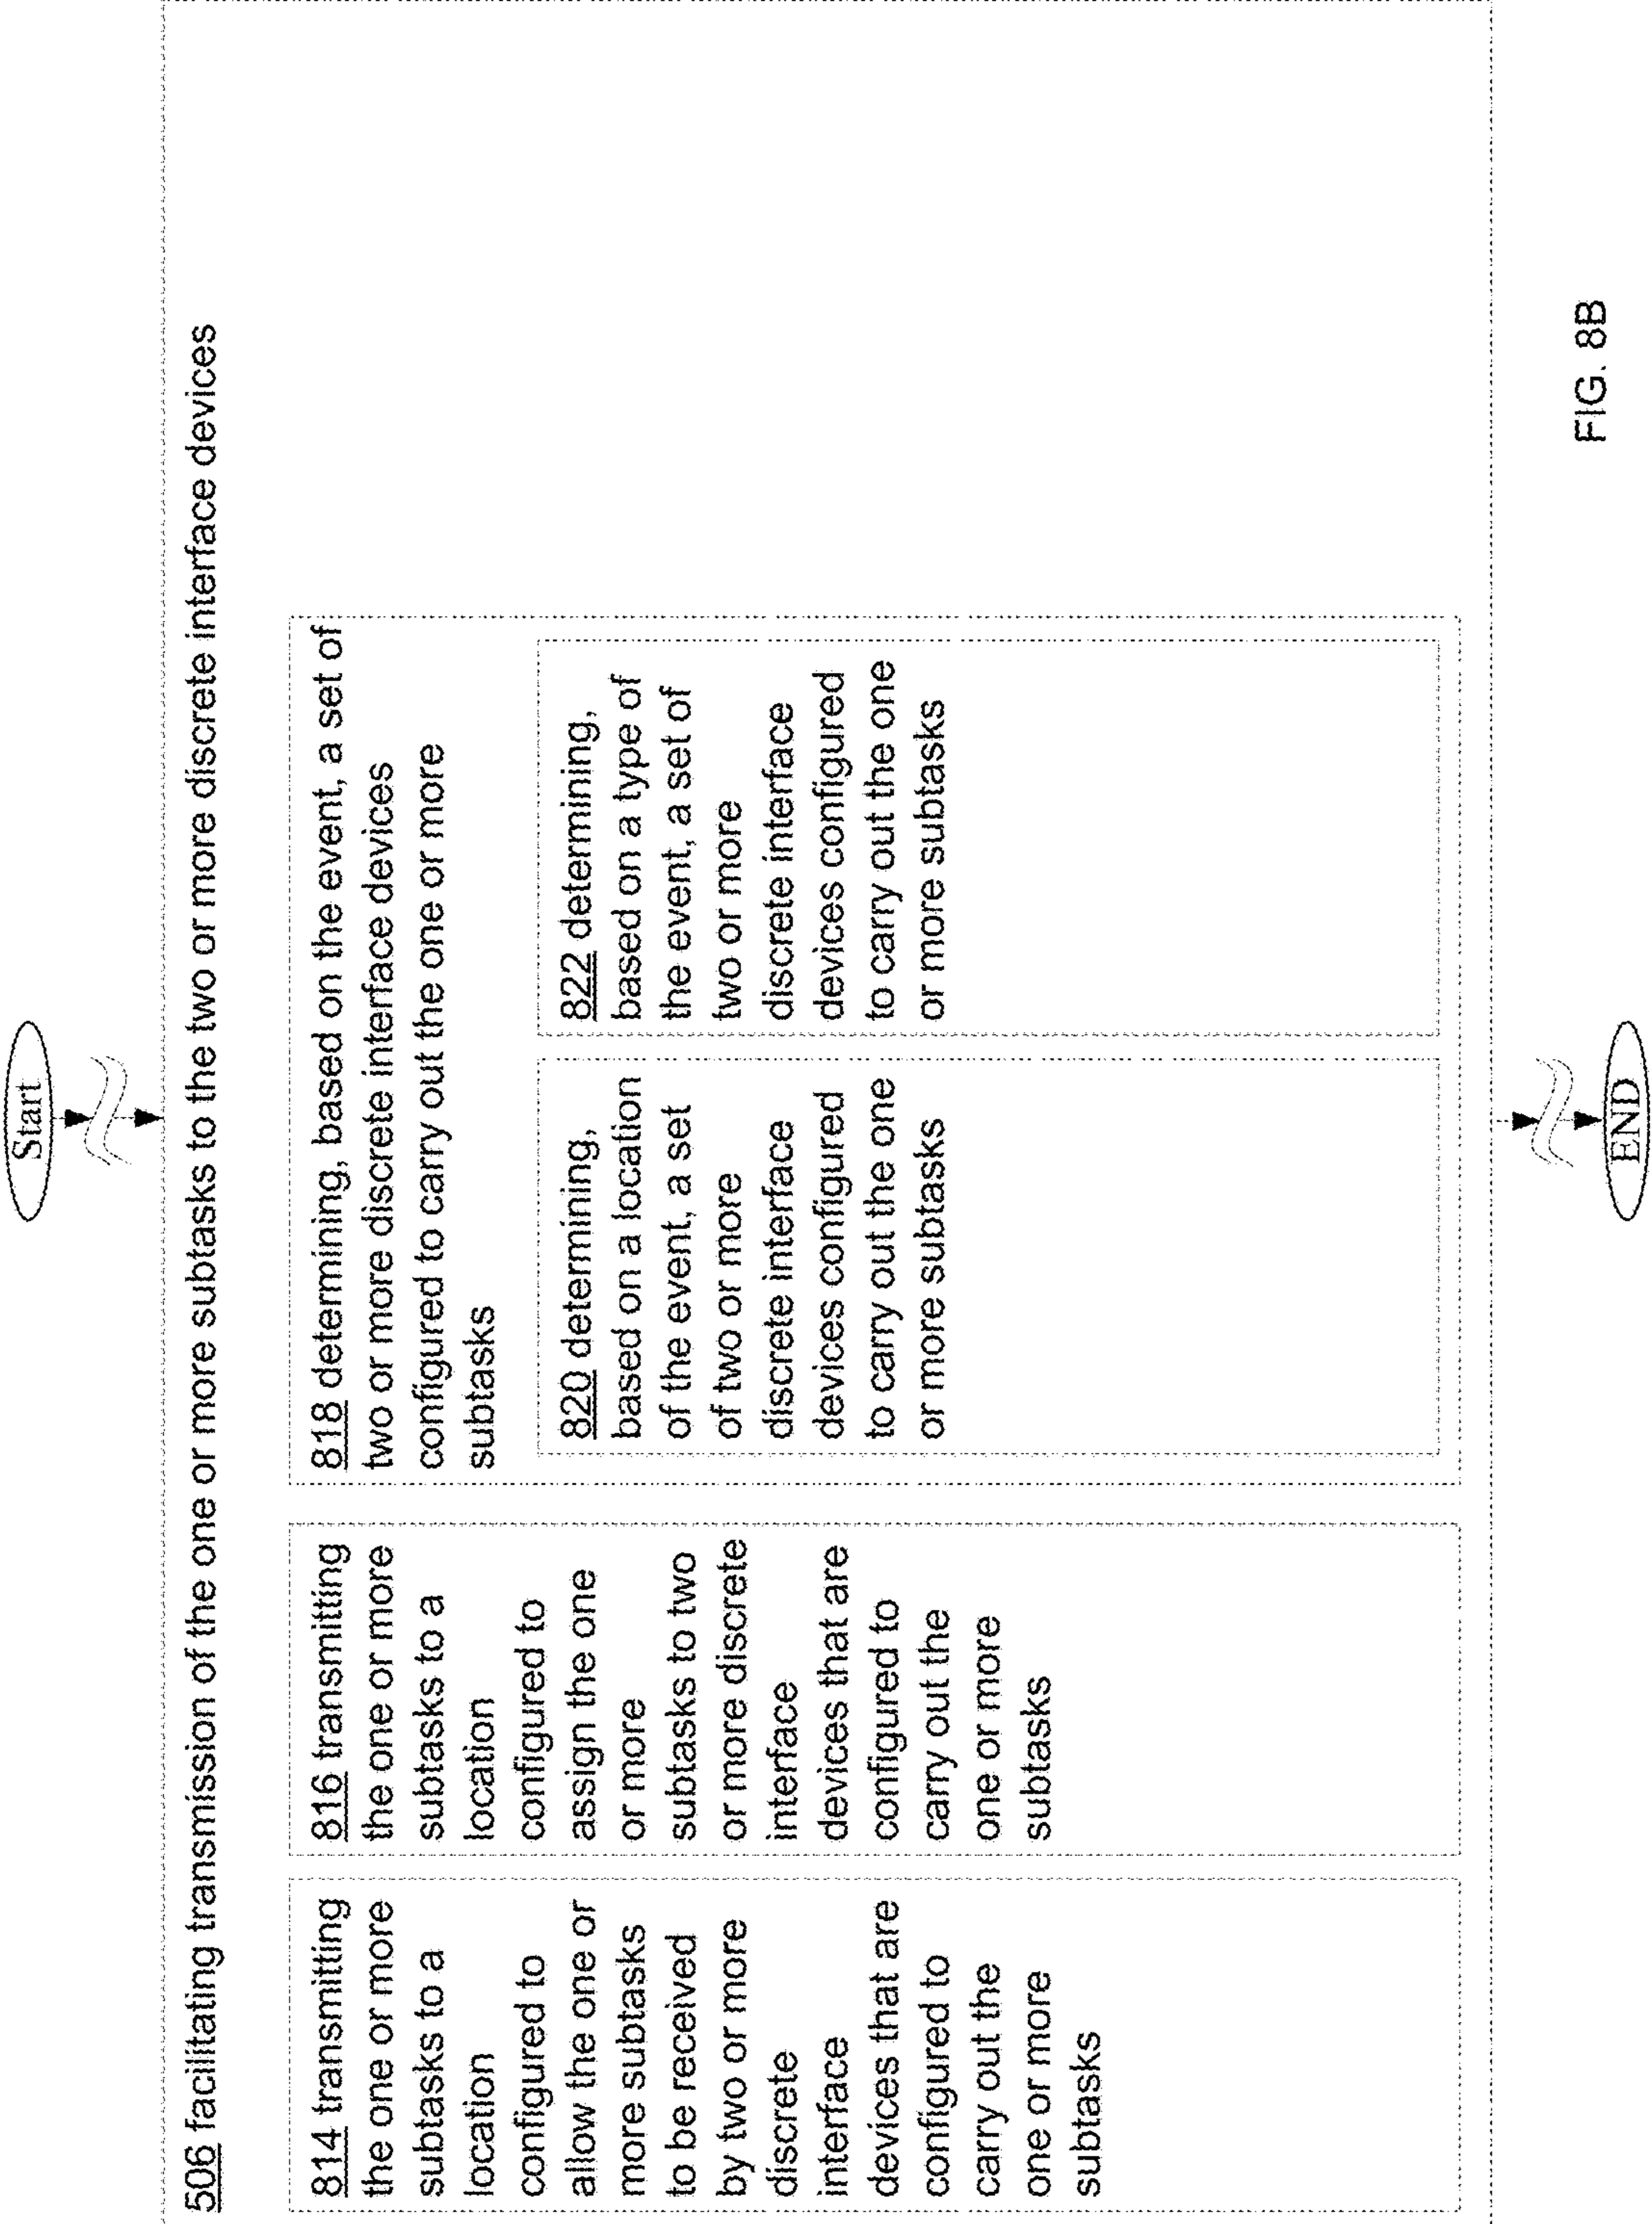 Start
506 facilitating transmission of the one or more subtasks to the two or more discrete interface devices
814 transmitting
the one or more
subtasks to a
location
configured to
allow the one or
more subtasks
to be received
by two or more
discrete
interface
devices that are
configured to
carry out the
one or more
subtasks
816 transmitting
the one or more
subtasks to a
location
configured to
assign the one
or more
subtasks to two
or more discrete
interface
devices that are
configured to
carry out the
one or more
subtasks
818 determining, based on the event, a set of
two or more discrete interface devices
configured to carry out the one or more
subtasks
820 determining,
based on a location
of the event, a set
of two or more
discrete interface
devices configured
to carry out the one
or more subtasks
822 determining,
based on a type of
the event, a set of
two or more
discrete interface
devices configured
to carry out the one
or more subtasks
END
FIG. 8B